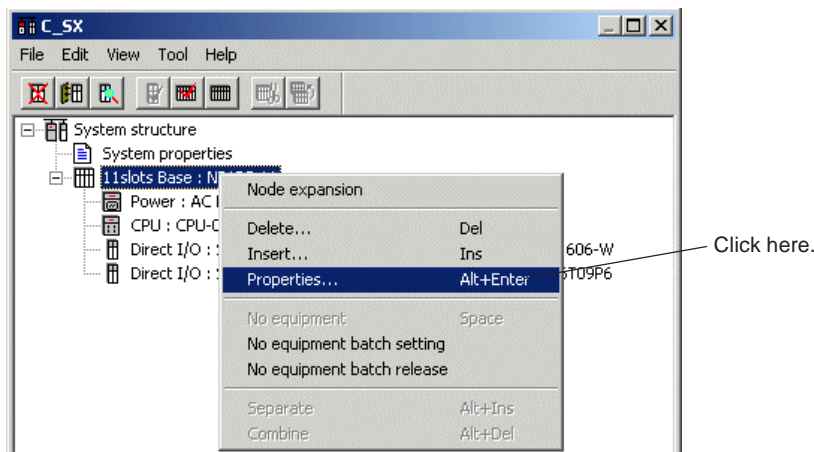 C_SX
File Edit View Tool Help
System structure
System properties
11slots Base :
Node expansion
Power : AC
CPU :
Delete... Del
Direct I/O :
Insert... Ins
606-W
Click here.
Direct I/O :
Properties... Alt+Enter
No equipment Space
No equipment batch setting
No equipment batch release
Separate Alt+Ins
Combine Alt+Del